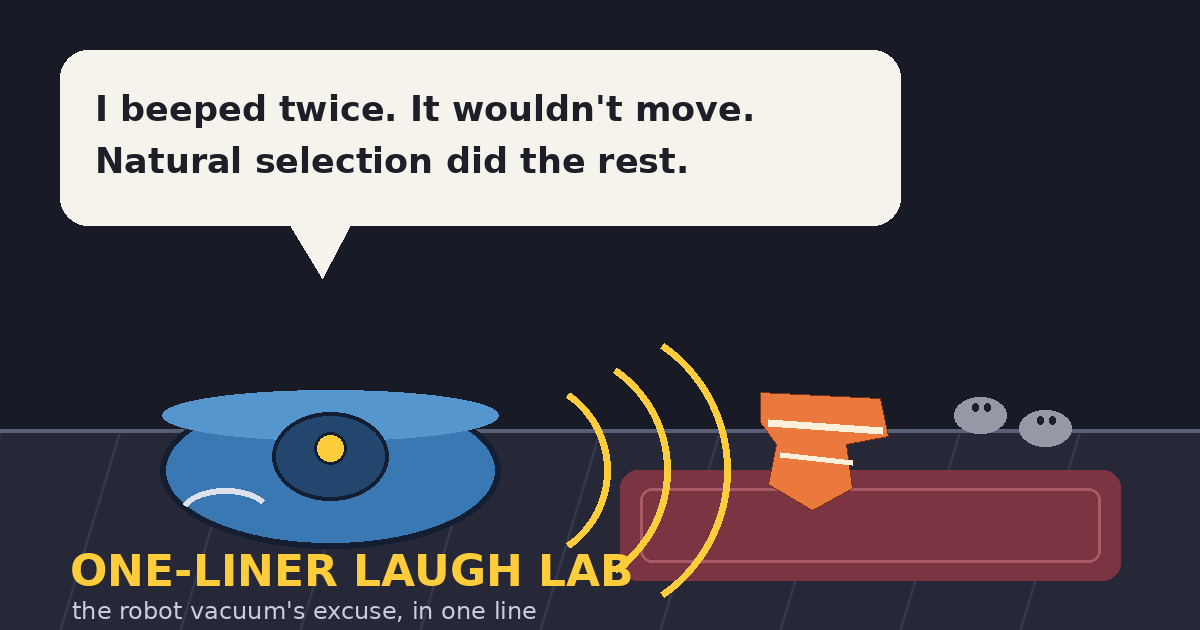 I beeped twice. It wouldn't move.
Natural selection did the rest.
ONE-LINER LAUGH LAB
the robot vacuum's excuse, in one line